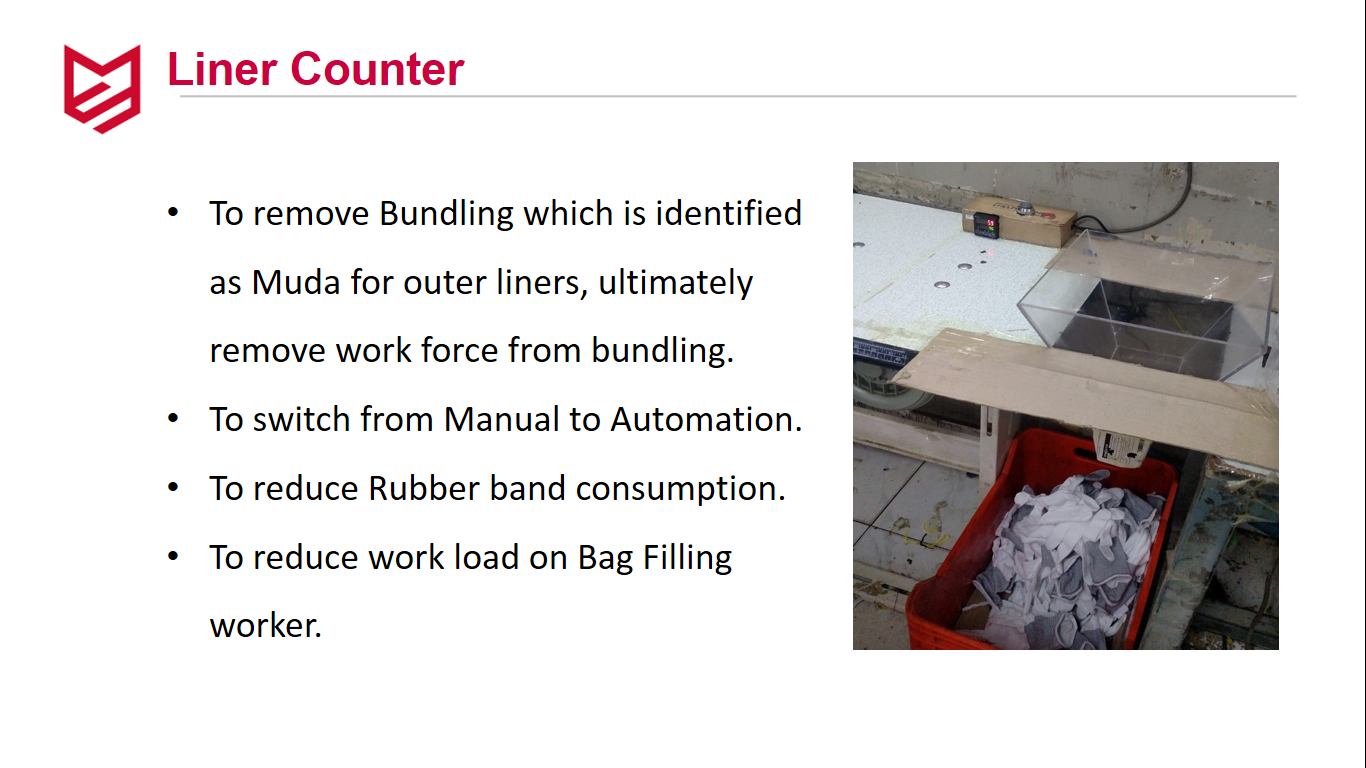 Liner Counter
• To remove Bundling which is identified
as Muda for outer liners, ultimately
remove work force from bundling.
• To switch from Manual to Automation.
• To reduce Rubber band consumption.
• To reduce work load on Bag Filling
worker.